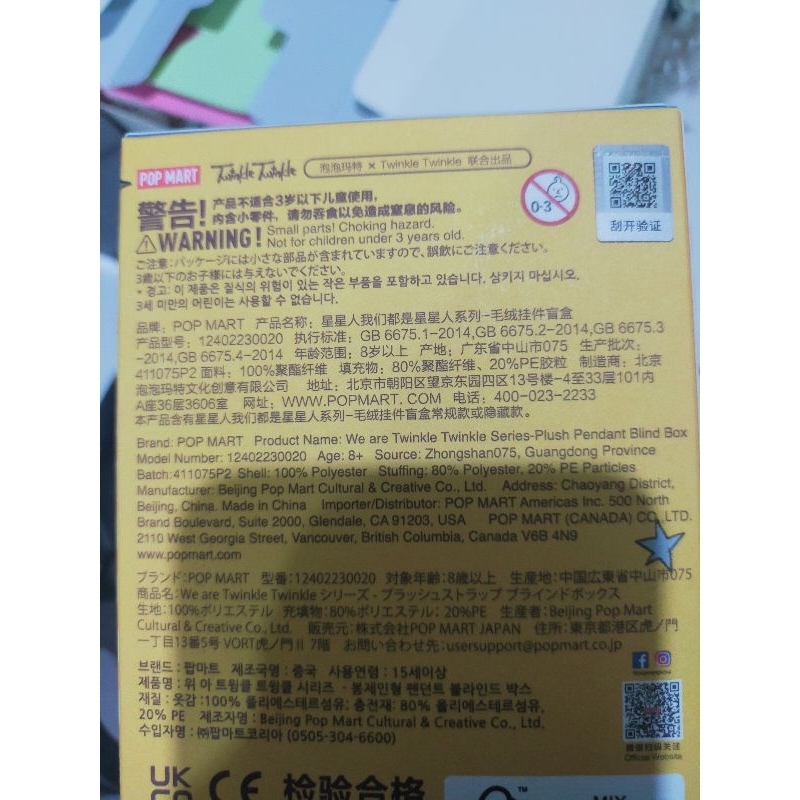 POP MART Twinkle Twinkle 泡泡玛特 × Twinkle Twinkle 联合出品
警告! 产品不适合3岁以下儿童使用，
内含小零件，请勿吞食以免造成窒息的风险。
WARNING! Small parts! Choking hazard.
Not for children under 3 years old.
0-3
刮开验证
ご注意:パッケージには小さな部品が含まれていますので、誤飲にご注意ください。
3歳以下のお子様には与えないでください。
* 경고: 이 제품은 질식의 위험이 있는 작은 부품을 포함하고 있습니다. 삼키지 마십시오.
3세 미만의 어린이는 사용할 수 없습니다.
品牌：POP MART 产品名称：星星人我们都是星星人系列-毛绒挂件盲盒
产品型号：12402230020 执行标准：GB 6675.1-2014,GB 6675.2-2014,GB 6675.3
-2014,GB 6675.4-2014 年龄范围：8岁以上 产地：广东省中山市075 生产批次：
411075P2 面料：100%聚酯纤维 填充物：80%聚酯纤维、20%PE胶粒 制造商：北京
泡泡玛特文化创意有限公司 地址：北京市朝阳区望京东园四区13号楼-4至33层101内
A座36层3606室 网址：WWW.POPMART. COM 电话：400-023-2233
本产品含有星星人我们都是星星人系列-毛绒挂件盲盒常规款或隐藏款。
Brand: POP MART Product Name: We are Twinkle Twinkle Series-Plush Pendant Blind Box
Model Number: 12402230020 Age: 8+ Source: Zhongshan075, Guangdong Province
Batch:411075P2 Shell: 100% Polyester Stuffing: 80% Polyester, 20% PE Particles
Manufacturer: Beijing Pop Mart Cultural & Creative Co., Ltd. Address: Chaoyang District,
Beijing, China. Made in China Importer/Distributor: POP MART Americas Inc. 500 North
Brand Boulevard, Suite 2000, Glendale, CA 91203, USA POP MART (CANADA) CO.,LTD.
2110 West Georgia Street, Vancouver, British Columbia, Canada V6B 4N9
www.popmart.com
ブランド:POP MART 型番:12402230020 対象年齢:8歳以上 生産地:中国広東省中山市075
商品名:We are Twinkle Twinkle シリーズ - プラッシュストラップ ブラインドボックス
生地:100%ポリエステル 充填物:80%ポリエステル; 20%PE 生産者:Beijing Pop Mart
Cultural & Creative Co., Ltd. 販売元:株式会社POP MART JAPAN 住所:東京都港区虎ノ門
一丁目13番5号 VORT虎ノ門II 7階 お問い合わせ先:usersupport@popmart.co.jp
브랜드 : 팝마트 제조국명 : 중국 사용연령 : 15세이상
제품명 : 위 아 트윙클 트윙클 시리즈 - 봉제인형 팬던트 블라인드 박스
재질 : 옷감 :100% 폴리에스테르섬유: 충전재: 80% 폴리에스테르섬유,
20% PE 제조자명 : Beijing Pop Mart Cultural & Creative Co., Ltd.
수입자명 : ㈜팝마트코리아 (0505-304-6600)
Official Website
UK
CE 检验合格
TM
MIX